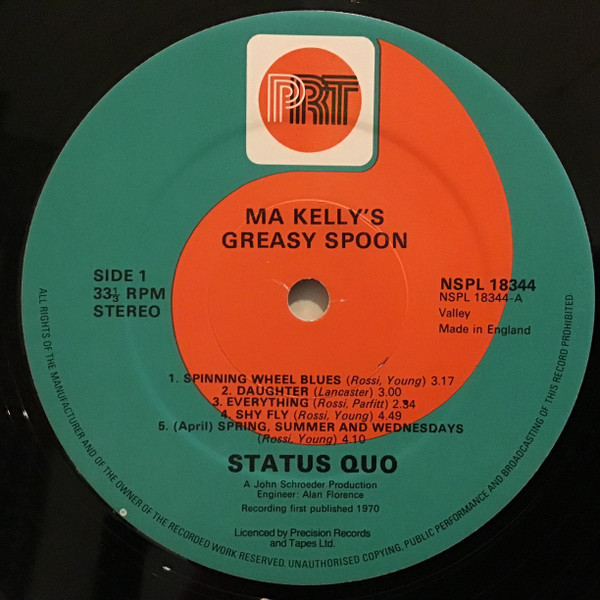 PRT
MA KELLY'S
GREASY SPOON
SIDE 1
33⅓ RPM
STEREO
NSPL 18344
NSPL 18344-A
Valley
Made in England
1. SPINNING WHEEL BLUES (Rossi, Young) 3.17
2. DAUGHTER (Lancaster) 3.00
3. EVERYTHING (Rossi, Parfitt) 2.34
4. SHY FLY (Rossi, Young) 4.49
5. (April) SPRING, SUMMER AND WEDNESDAYS
(Rossi, Young) 4.10
STATUS QUO
A John Schroeder Production
Engineer: Alan Florence
Recording first published 1970
Licenced by Precision Records
and Tapes Ltd.
ALL RIGHTS OF THE MANUFACTURER AND OF THE OWNER OF THE RECORDED WORK RESERVED. UNAUTHORISED COPYING, PUBLIC PERFORMANCE AND BROADCASTING OF THIS RECORD PROHIBITED